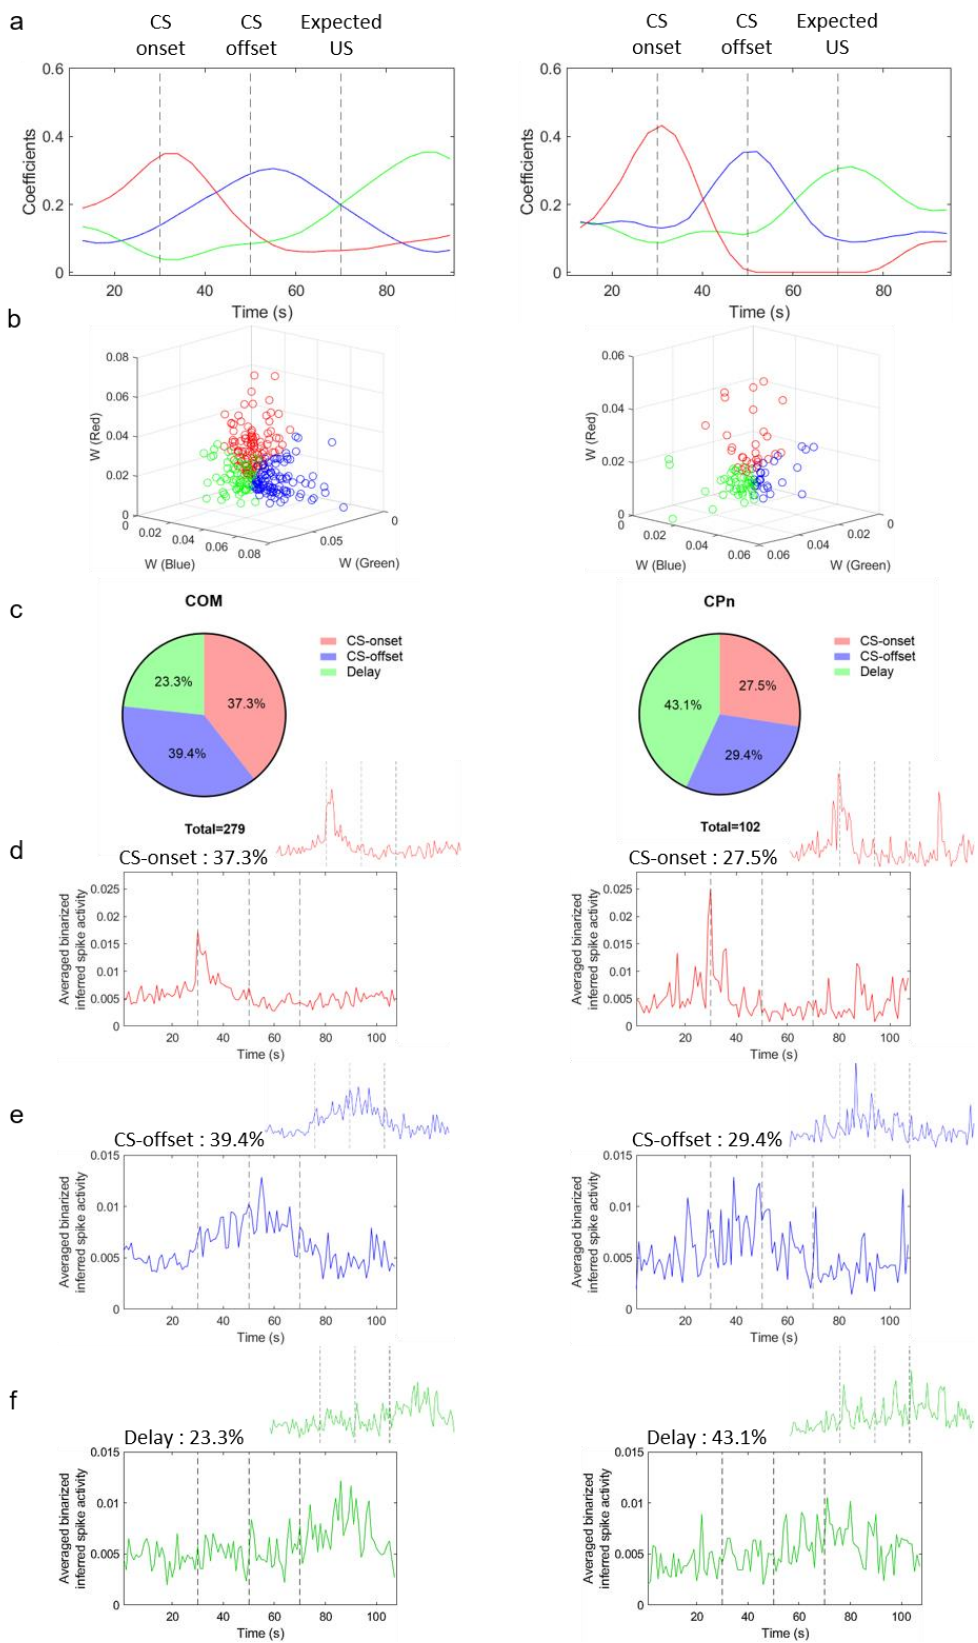 a
CS onset
CS offset
Expected US
CS onset
CS offset
Expected US
0.6
0.4
0.2
0
Coefficients
20 40 60 80
Time (s)
0.6
0.4
0.2
0
Coefficients
20 40 60 80
Time (s)
b
0.08
0.06
0.04
0.02
0
W (Red)
0
0.02
0.04
0.06
0.08
W (Blue)
0.05
0
W (Green)
0.06
0.04
0.02
0
W (Red)
0
0.02
0.04
0.06
W (Blue)
0.06
0.04
0.02
0
W (Green)
c
COM
CS-onset
CS-offset
Delay
23.3%
37.3%
39.4%
Total=279
CPn
CS-onset
CS-offset
Delay
43.1%
27.5%
29.4%
Total=102
d
CS-onset : 37.3%
0.025
0.02
0.015
0.01
0.005
0
Averaged binarized
inferred spike activity
20 40 60 80 100
Time (s)
CS-onset : 27.5%
0.025
0.02
0.015
0.01
0.005
0
Averaged binarized
inferred spike activity
20 40 60 80 100
Time (s)
e
CS-offset : 39.4%
0.015
0.01
0.005
0
Averaged binarized
inferred spike activity
20 40 60 80 100
Time (s)
CS-offset : 29.4%
0.015
0.01
0.005
0
Averaged binarized
inferred spike activity
20 40 60 80 100
Time (s)
f
Delay : 23.3%
0.015
0.01
0.005
0
Averaged binarized
inferred spike activity
20 40 60 80 100
Time (s)
Delay : 43.1%
0.015
0.01
0.005
0
Averaged binarized
inferred spike activity
20 40 60 80 100
Time (s)